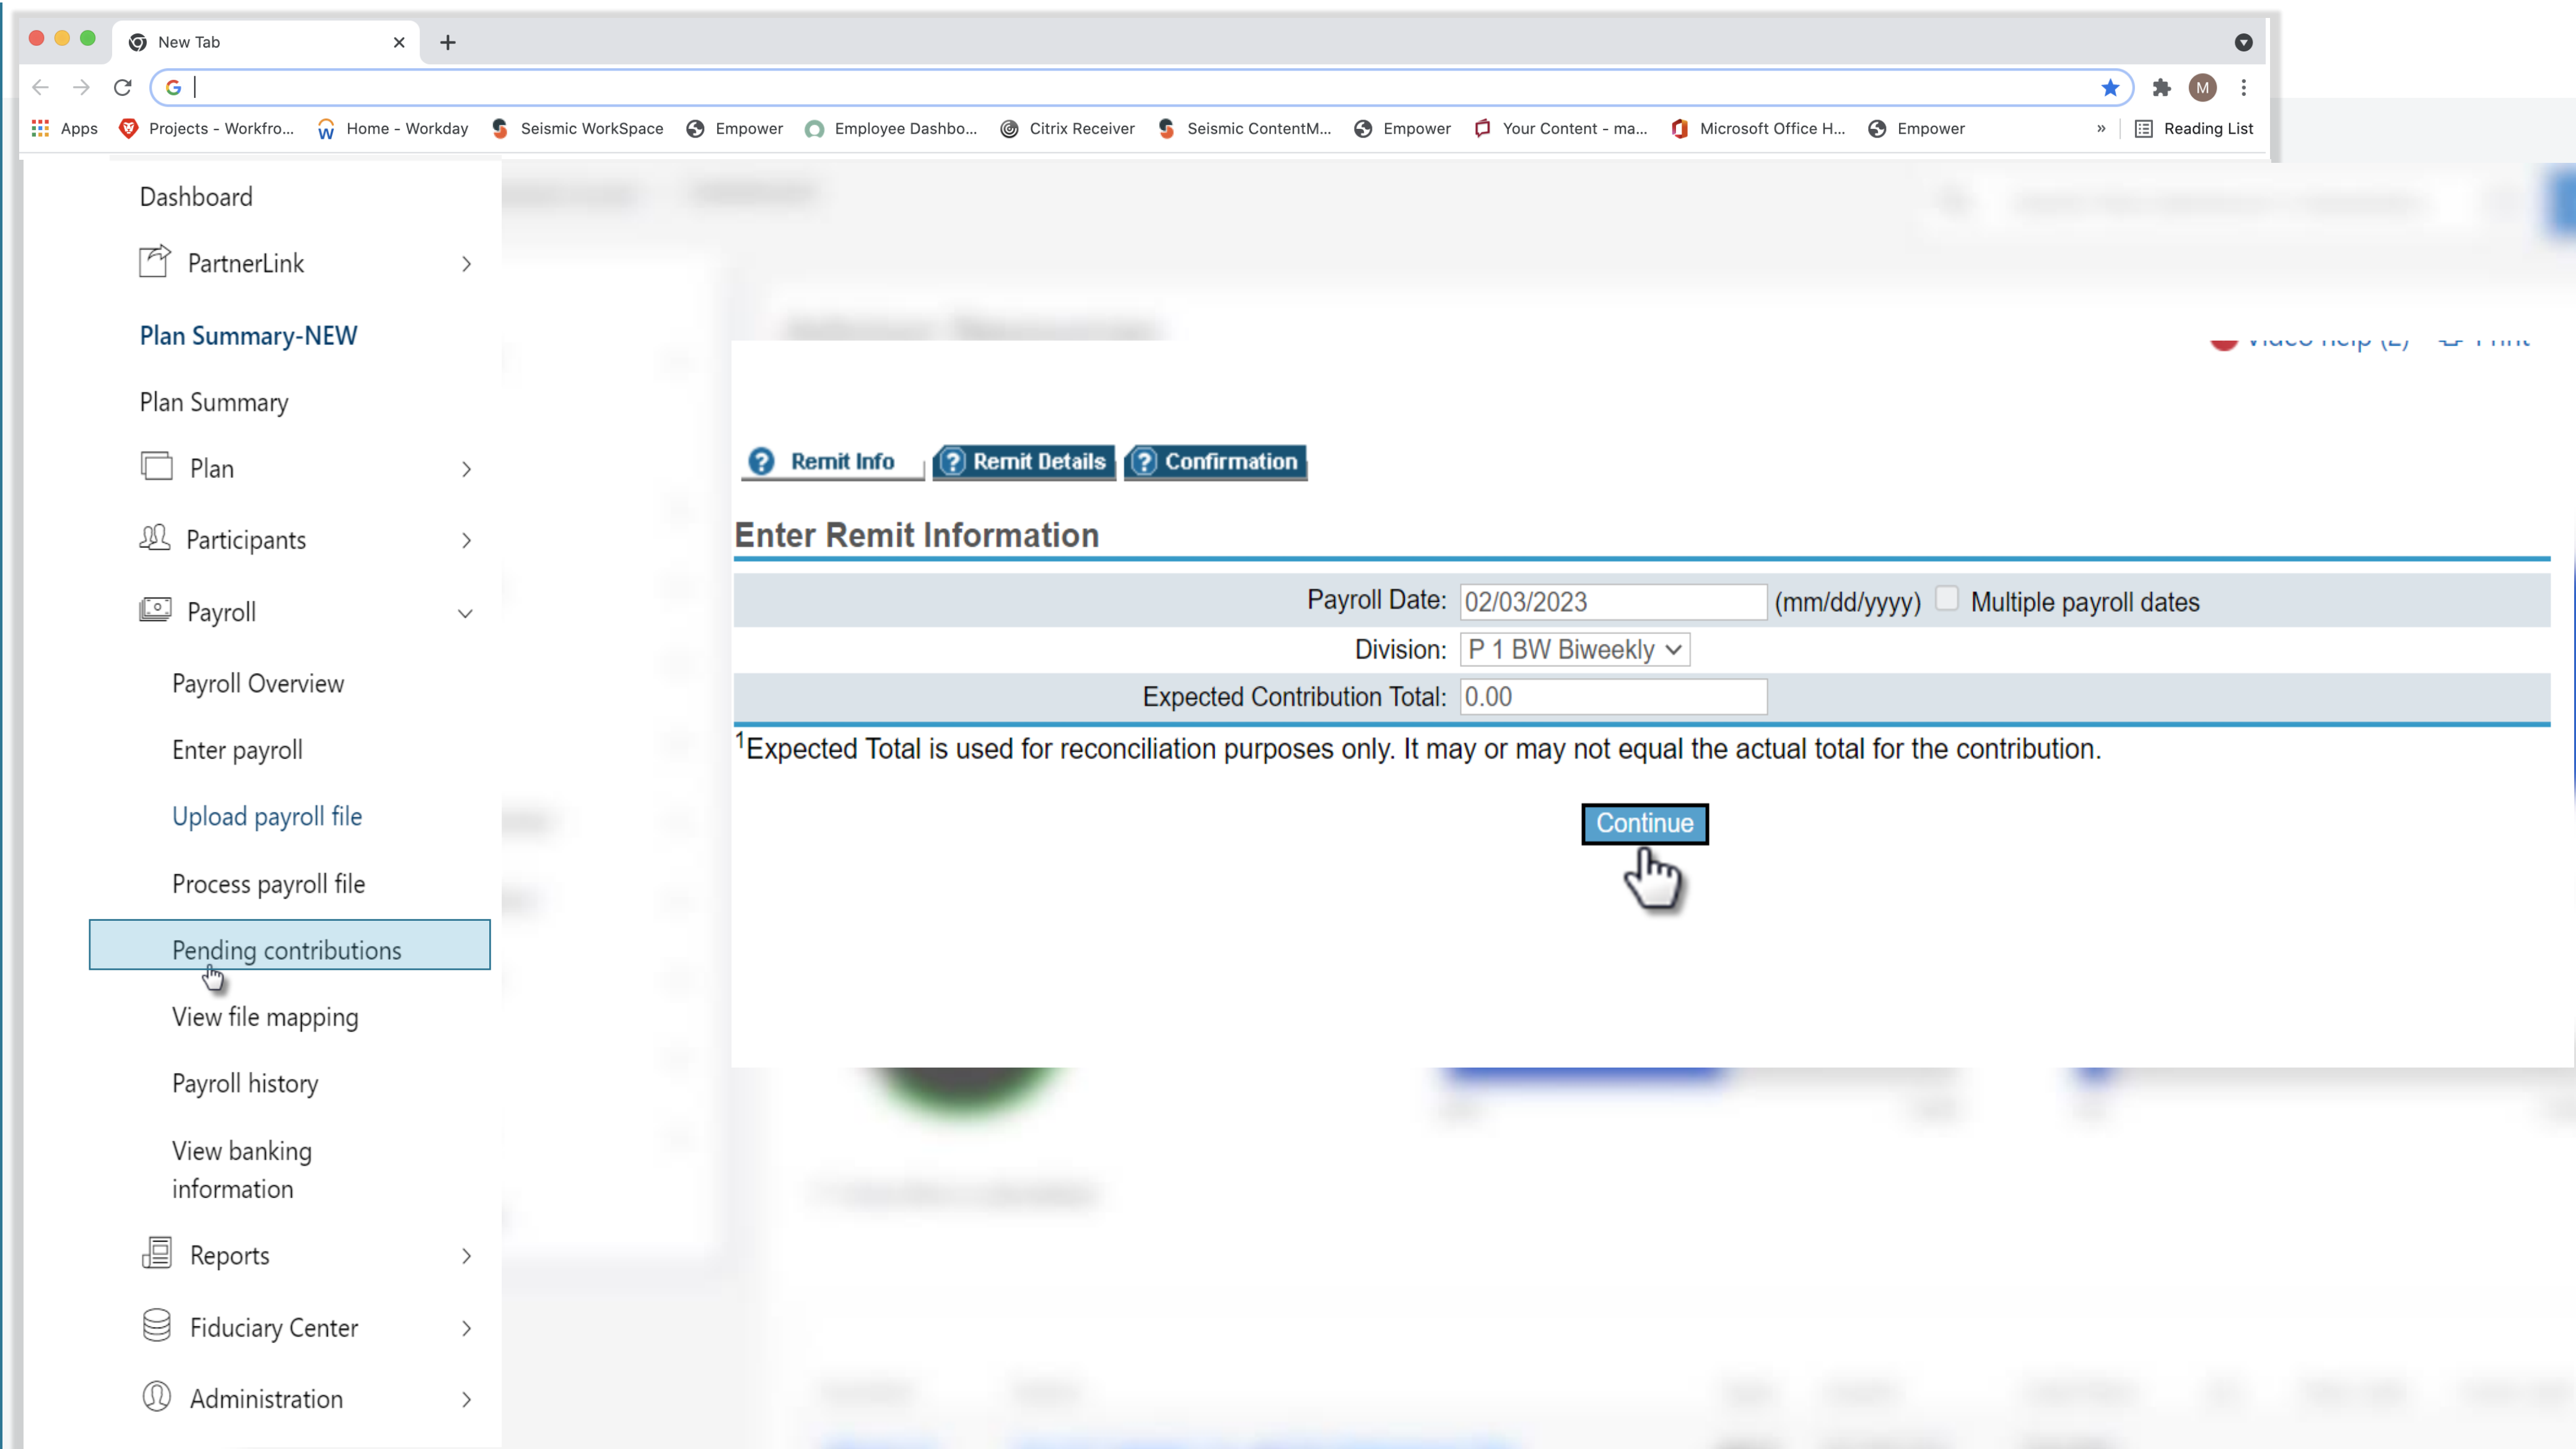 New Tab
Apps Projects - Workfro... Home - Workday Seismic WorkSpace Empower Employee Dashbo... Citrix Receiver Seismic ContentM... Empower Your Content - ma... Microsoft Office H... Empower » Reading List
M
Dashboard
PartnerLink
Plan Summary-NEW
Plan Summary
Plan
Participants
Payroll
Payroll Overview
Enter payroll
Upload payroll file
Process payroll file
Pending contributions
View file mapping
Payroll history
View banking
information
Reports
Fiduciary Center
Administration
Video help (2) Print
? Remit Info ? Remit Details ? Confirmation
Enter Remit Information
Payroll Date: 02/03/2023 (mm/dd/yyyy) Multiple payroll dates
Division: P 1 BW Biweekly
Expected Contribution Total: 0.00
¹Expected Total is used for reconciliation purposes only. It may or may not equal the actual total for the contribution.
Continue